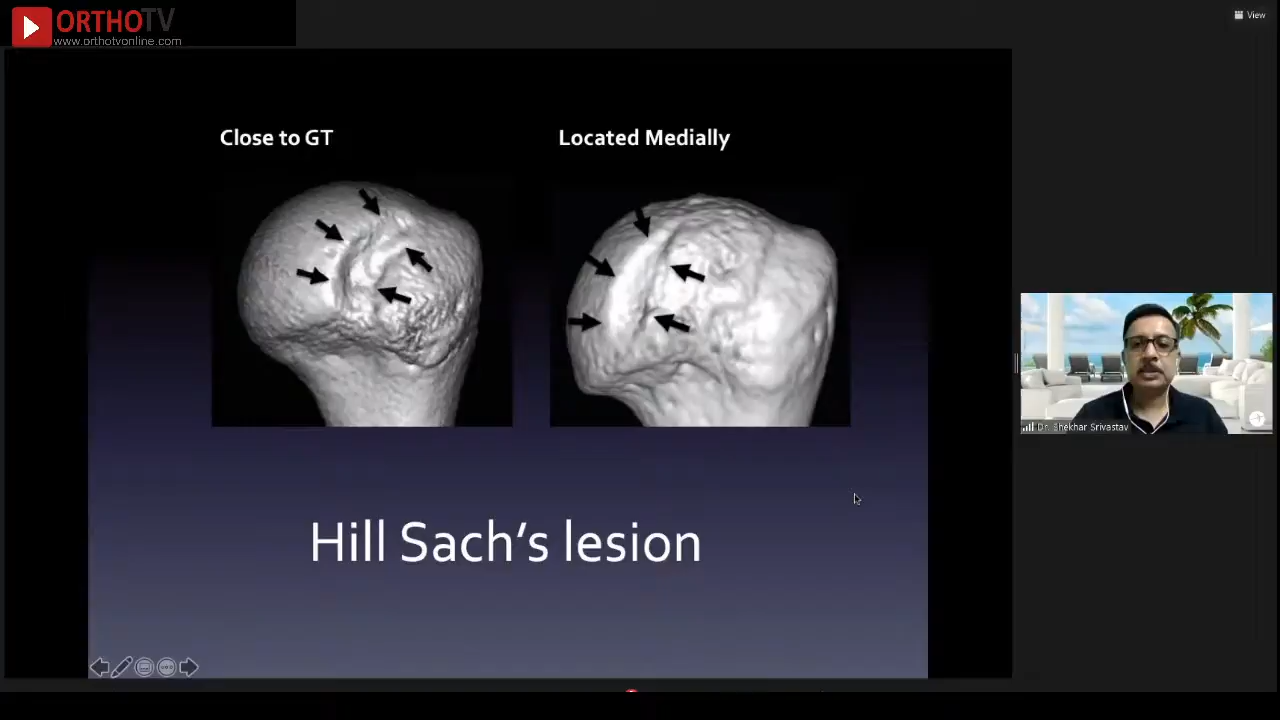 ORTHOTV
www.orthotvonline.com
View
Close to GT
Located Medially
Dr. Shekhar Srivastav
Hill Sach's lesion